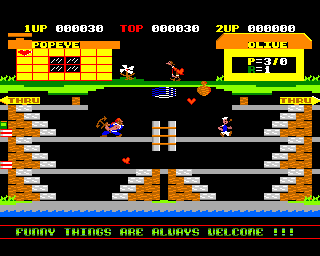 1UP 000030 TOP 000030 2UP 000000
POPEYE OLIVE
P=3/0
R=1
THRU THRU
FUNNY THINGS ARE ALWAYS WELCOME !!!